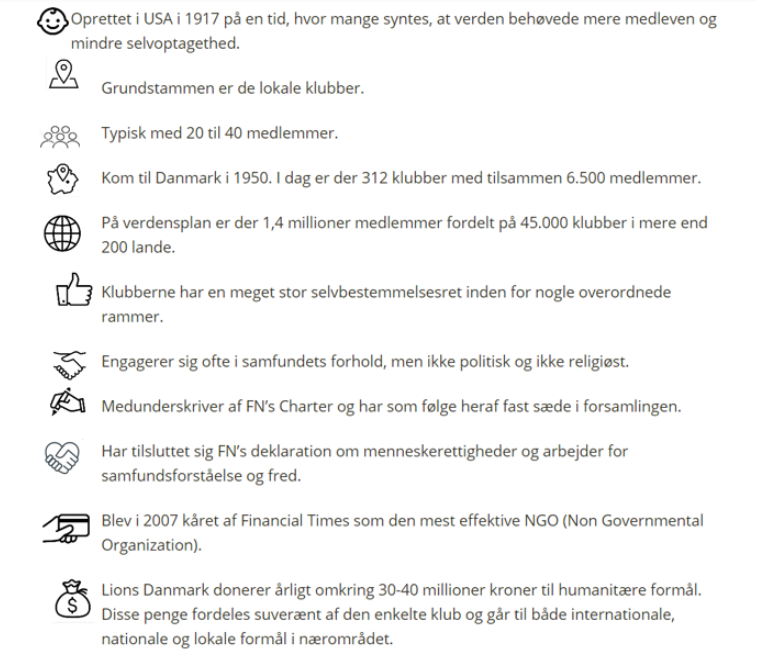 Oprettet i USA i 1917 på en tid, hvor mange syntes, at verden behøvede mere medleven og
mindre selvoptagethed.
Grundstammen er de lokale klubber.
Typisk med 20 til 40 medlemmer.
Kom til Danmark i 1950. I dag er der 312 klubber med tilsammen 6.500 medlemmer.
På verdensplan er der 1,4 millioner medlemmer fordelt på 45.000 klubber i mere end
200 lande.
Klubberne har en meget stor selvbestemmelsesret inden for nogle overordnede
rammer.
Engagerer sig ofte i samfundets forhold, men ikke politisk og ikke religiøst.
Medunderskriver af FN’s Charter og har som følge heraf fast sæde i forsamlingen.
Har tilsluttet sig FN’s deklaration om menneskerettigheder og arbejder for
samfundsforståelse og fred.
Blev i 2007 kåret af Financial Times som den mest effektive NGO (Non Governmental
Organization).
Lions Danmark donerer årligt omkring 30-40 millioner kroner til humanitære formål.
Disse penge fordeles suverænt af den enkelte klub og går til både internationale,
nationale og lokale formål i nærområdet.